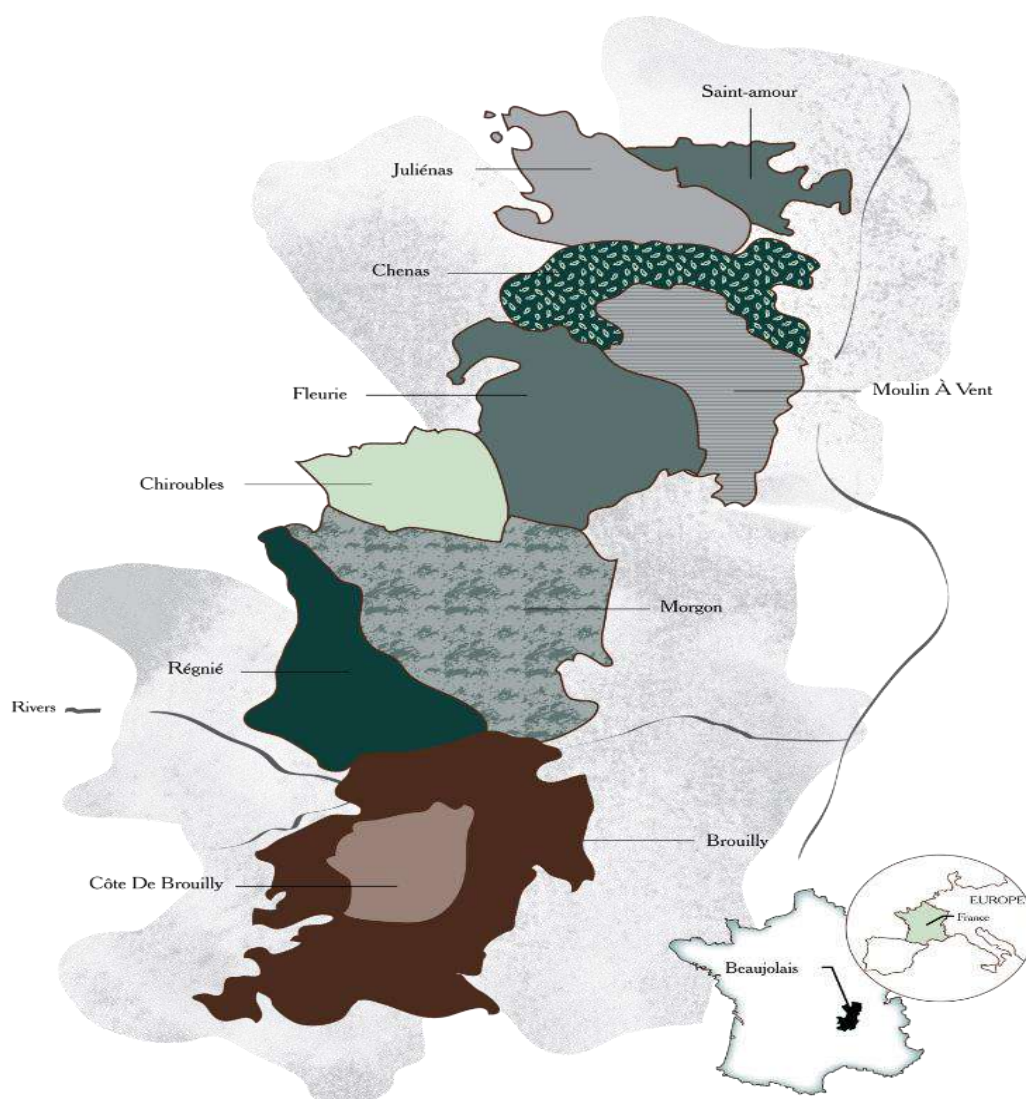 Saint-amour
Juliénas
Chenas
Fleurie
Moulin À Vent
Chiroubles
Morgon
Régnié
Rivers
Brouilly
Côte De Brouilly
EUROPE
France
Beaujolais